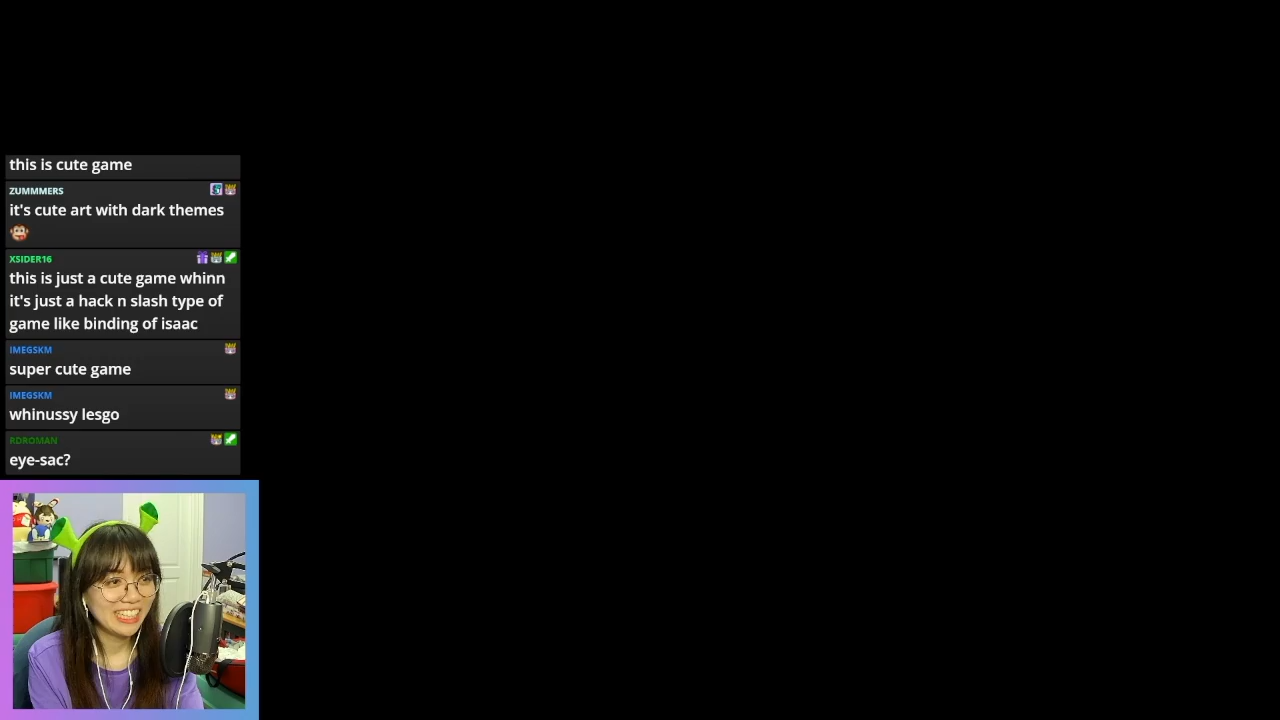 this is cute game
ZUMMMERS
it's cute art with dark themes
XSIDER16
this is just a cute game whinn
it's just a hack n slash type of
game like binding of isaac
IMEGSKM
super cute game
IMEGSKM
whinussy lesgo
RDROMAN
eye-sac?